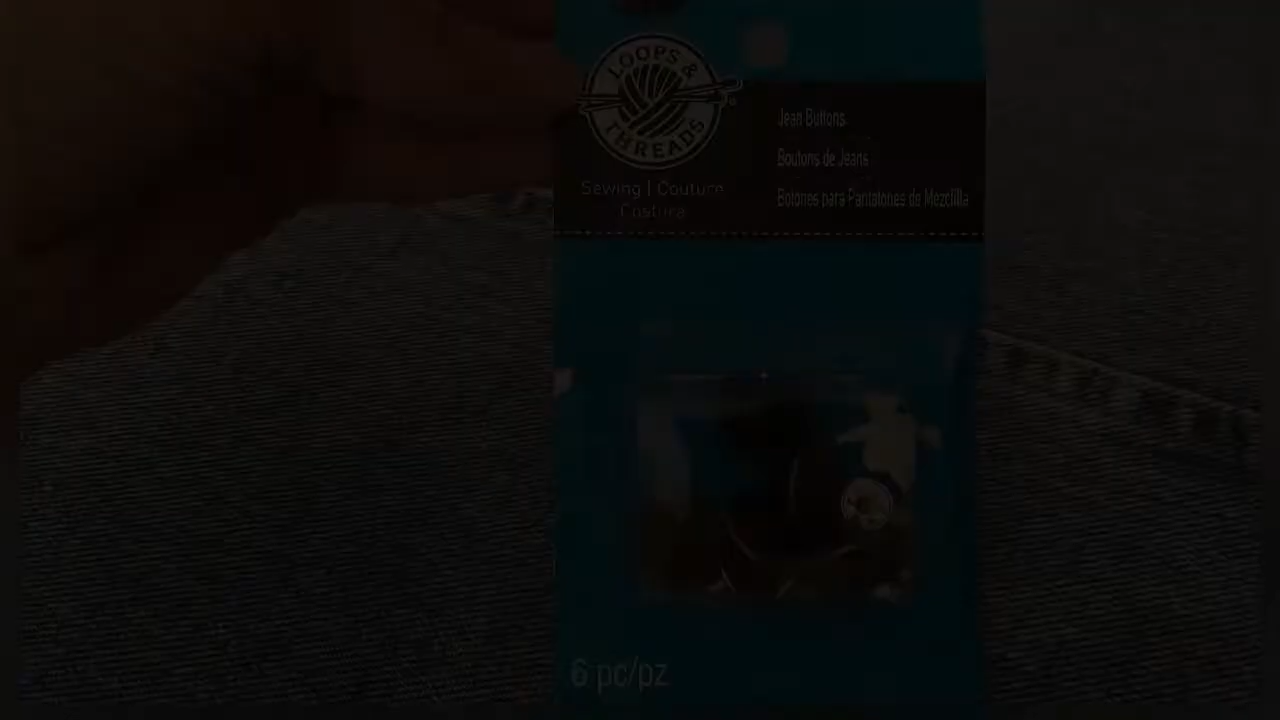 LOOPS &
THREADS
Sewing | Couture
Costura
Jean Buttons
Boutons de Jeans
Botones para Pantalones de Mezclilla
6 pc/pz